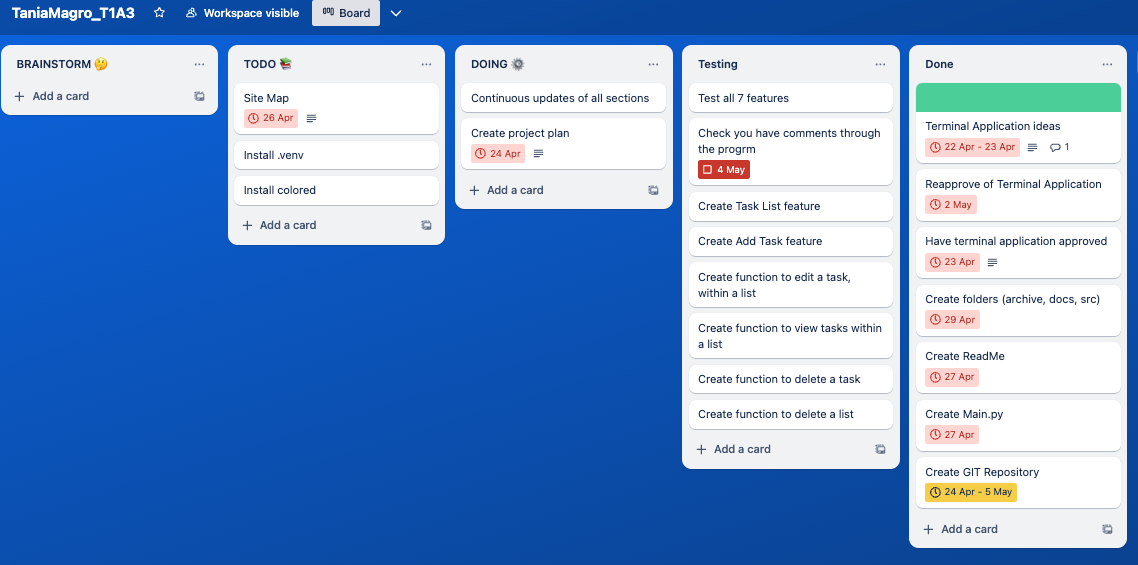 TaniaMagro_T1A3
Workspace visible
Board
BRAINSTORM 🤔
Add a card
TODO 📚
Site Map
26 Apr
Install .venv
Install colored
Add a card
DOING ⚙️
Continuous updates of all sections
Create project plan
24 Apr
Add a card
Testing
Test all 7 features
Check you have comments through
the progrm
4 May
Create Task List feature
Create Add Task feature
Create function to edit a task,
within a list
Create function to view tasks within
a list
Create function to delete a task
Create function to delete a list
Add a card
Done
Terminal Application ideas
22 Apr - 23 Apr
1
Reapprove of Terminal Application
2 May
Have terminal application approved
23 Apr
Create folders (archive, docs, src)
29 Apr
Create ReadMe
27 Apr
Create Main.py
27 Apr
Create GIT Repository
24 Apr - 5 May
Add a card